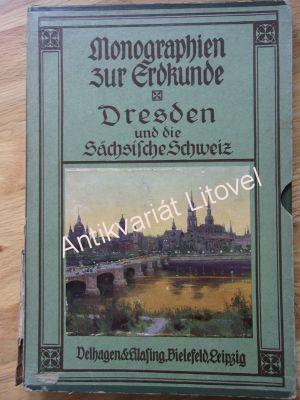 Monographien
zur Erdkunde
Dresden
und die
Sächsische Schweiz
Antikvariát Litovel
Velhagen & Klasing, Bielefeld, Leipzig